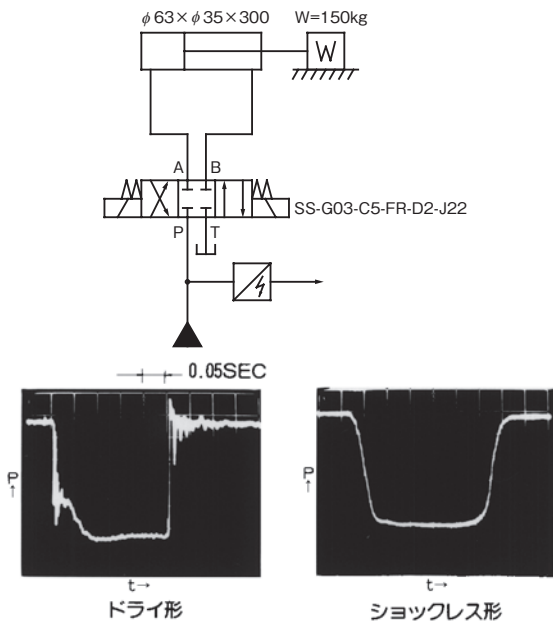 φ63×φ35×300
W=150kg
W
A
B
SS-G03-C5-FR-D2-J22
P
T
0.05SEC
P↑
P↑
t→
t→
ドライ形
ショックレス形